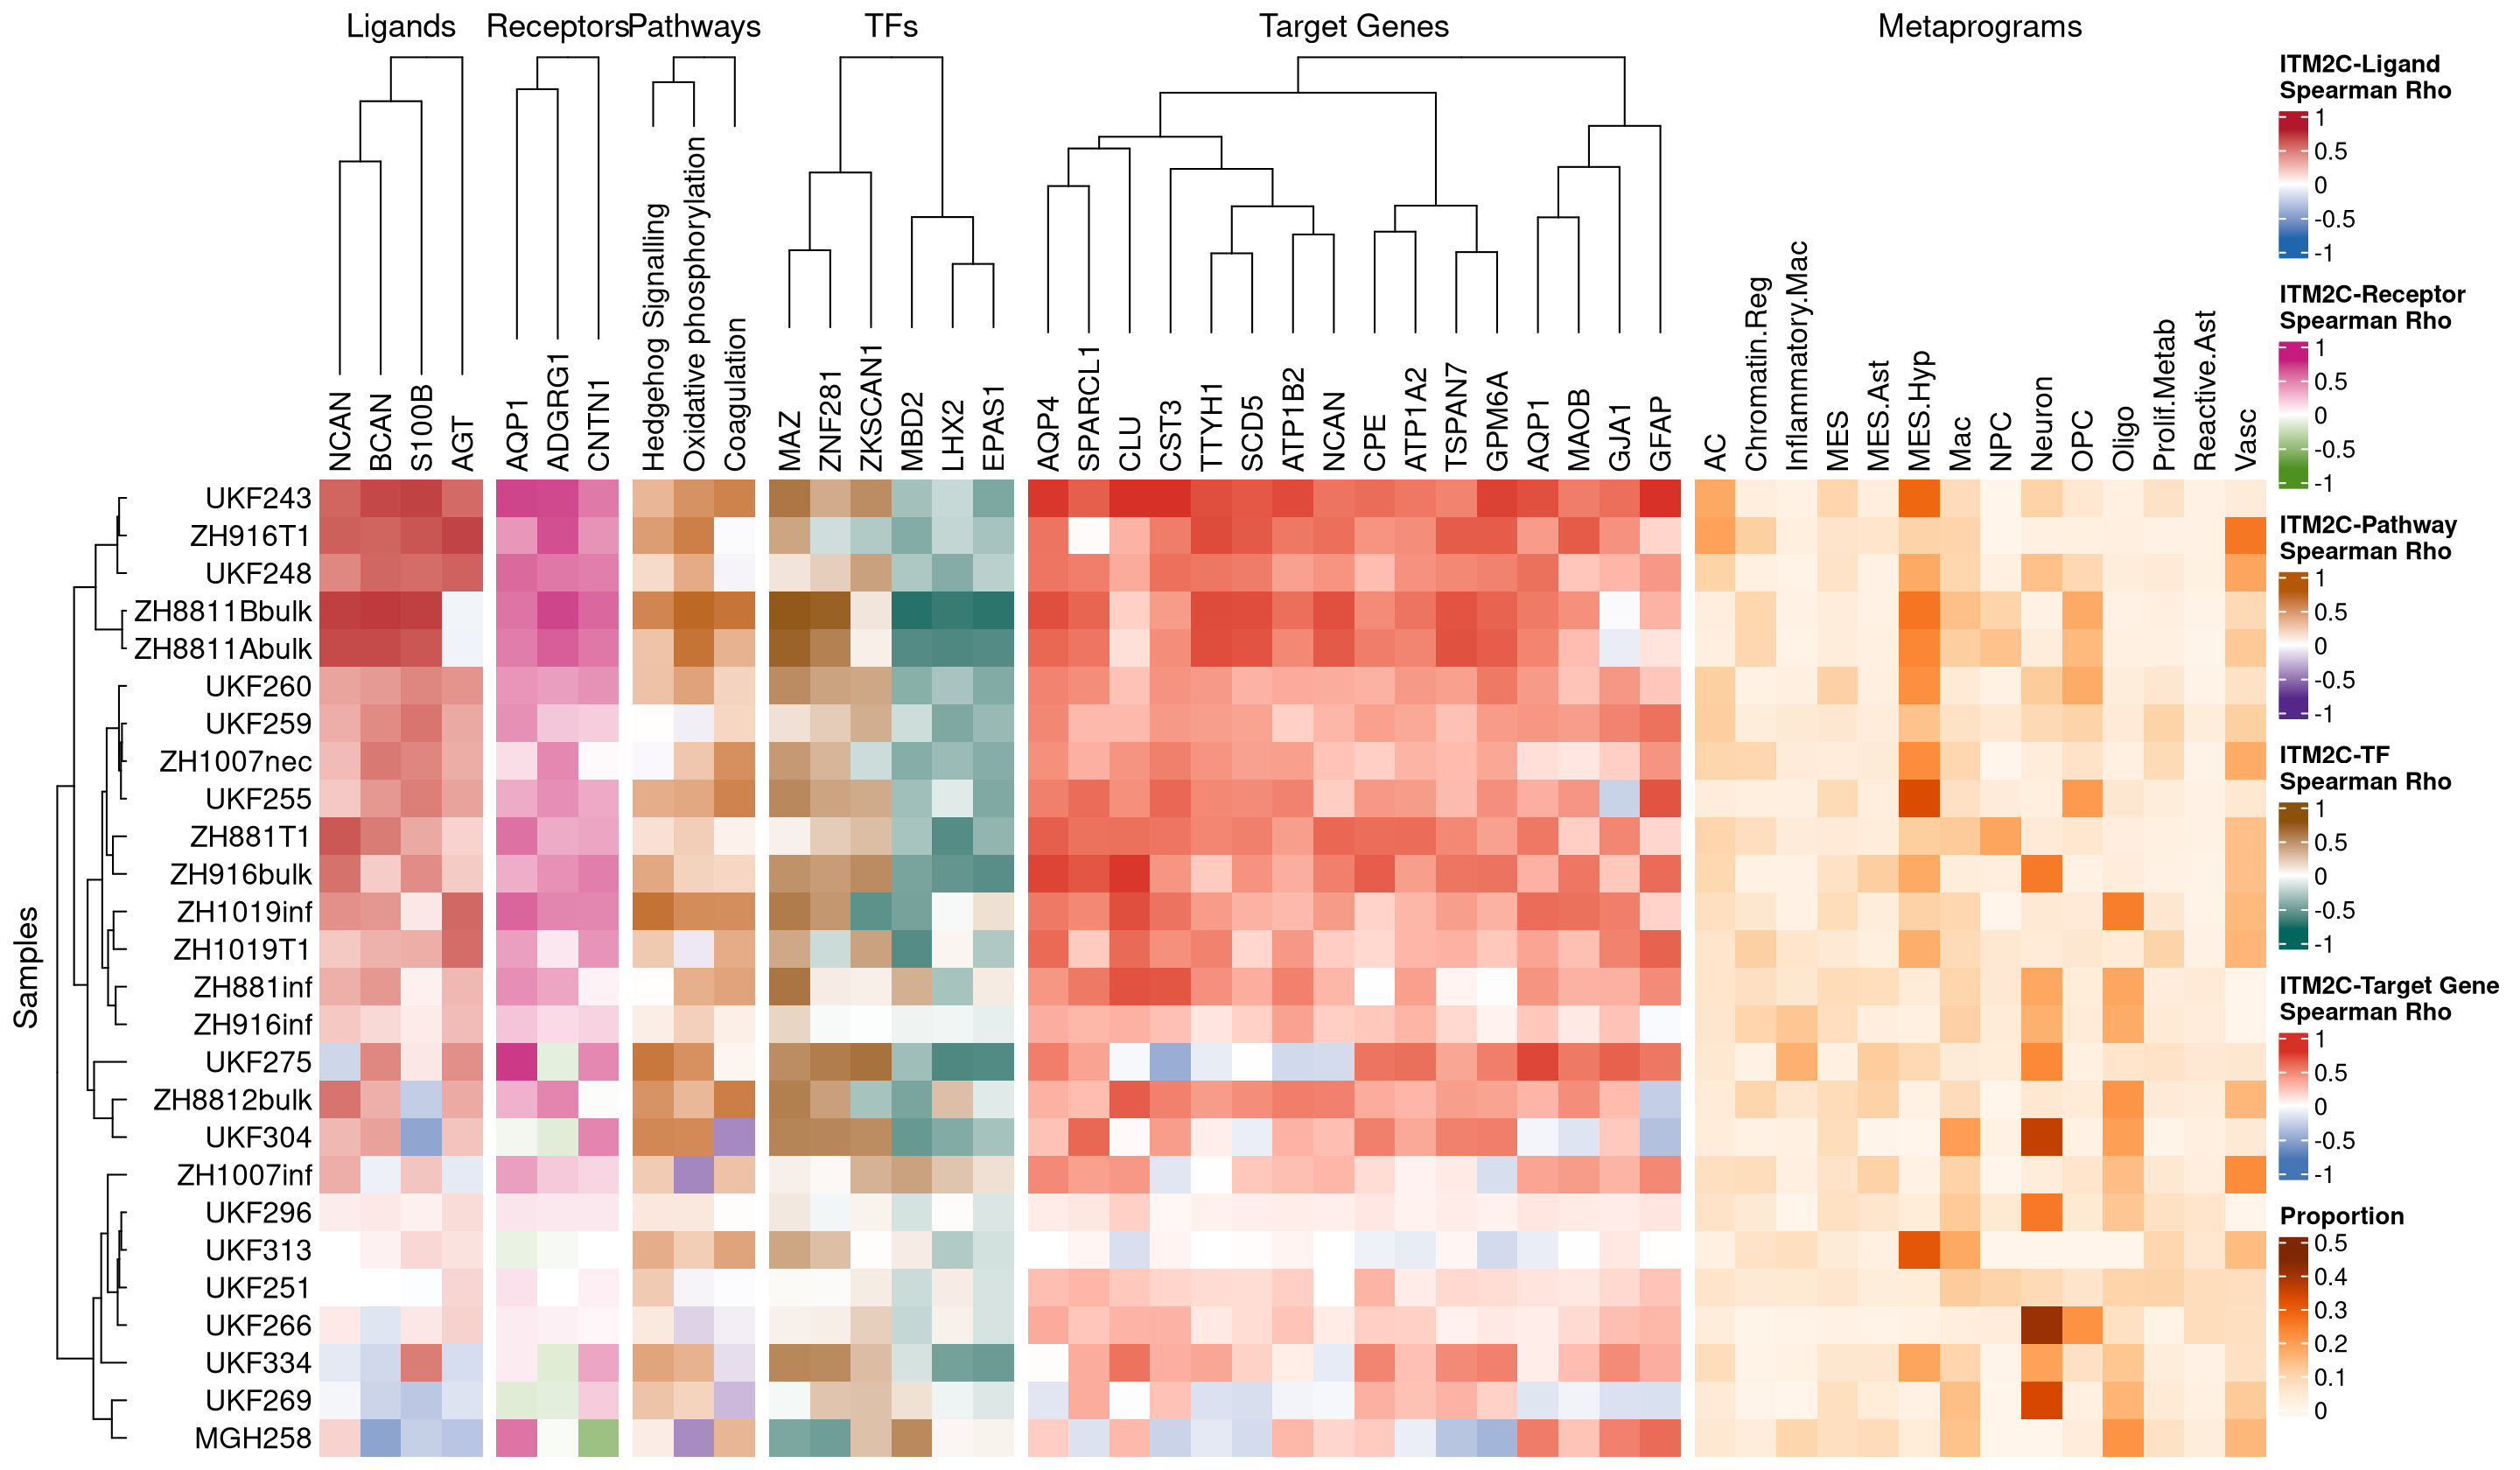 Ligands Receptors Pathways TFs Target Genes Metaprograms
NCAN BCAN S100B AGT AQP1 ADGRG1 CNTN1 Hedgehog Signalling Oxidative phosphorylation Coagulation MAZ ZNF281 ZKSCAN1 MBD2 LHX2 EPAS1 AQP4 SPARCL1 CLU CST3 TTYH1 SCD5 ATP1B2 NCAN CPE ATP1A2 TSPAN7 GPM6A AQP1 MAOB GJA1 GFAP AC Chromatin.Reg Inflammatory.Mac MES MES.Ast MES.Hyp Mac NPC Neuron OPC Oligo Prolif.Metab Reactive.Ast Vasc
Samples
UKF243
ZH916T1
UKF248
ZH8811Bbulk
ZH8811Abulk
UKF260
UKF259
ZH1007nec
UKF255
ZH881T1
ZH916bulk
ZH1019inf
ZH1019T1
ZH881inf
ZH916inf
UKF275
ZH8812bulk
UKF304
ZH1007inf
UKF296
UKF313
UKF251
UKF266
UKF334
UKF269
MGH258
ITM2C-Ligand
Spearman Rho
1
0.5
0
-0.5
-1
ITM2C-Receptor
Spearman Rho
1
0.5
0
-0.5
-1
ITM2C-Pathway
Spearman Rho
1
0.5
0
-0.5
-1
ITM2C-TF
Spearman Rho
1
0.5
0
-0.5
-1
ITM2C-Target Gene
Spearman Rho
1
0.5
0
-0.5
-1
Proportion
0.5
0.4
0.3
0.2
0.1
0